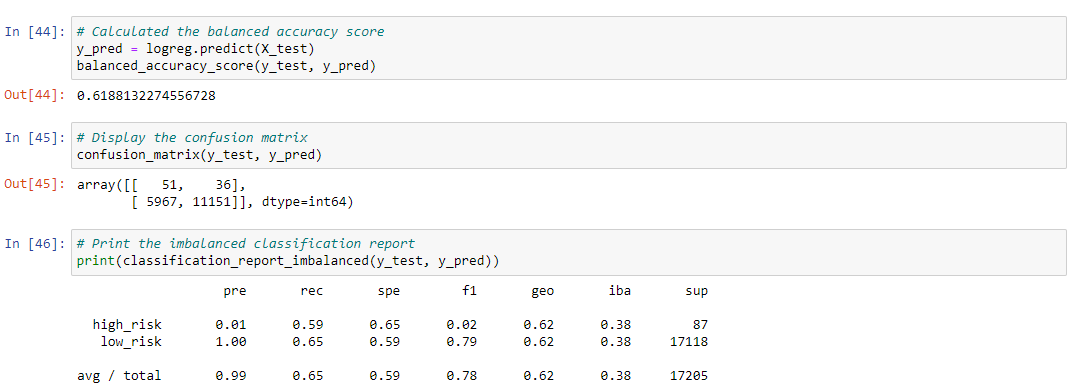 In [44]: # Calculated the balanced accuracy score
y_pred = logreg.predict(X_test)
balanced_accuracy_score(y_test, y_pred)
Out[44]: 0.6188132274556728
In [45]: # Display the confusion matrix
confusion_matrix(y_test, y_pred)
Out[45]: array([[   51,    36],
       [ 5967, 11151]], dtype=int64)
In [46]: # Print the imbalanced classification report
print(classification_report_imbalanced(y_test, y_pred))
pre rec spe f1 geo iba sup
high_risk 0.01 0.59 0.65 0.02 0.62 0.38 87
low_risk 1.00 0.65 0.59 0.79 0.62 0.38 17118
avg / total 0.99 0.65 0.59 0.78 0.62 0.38 17205